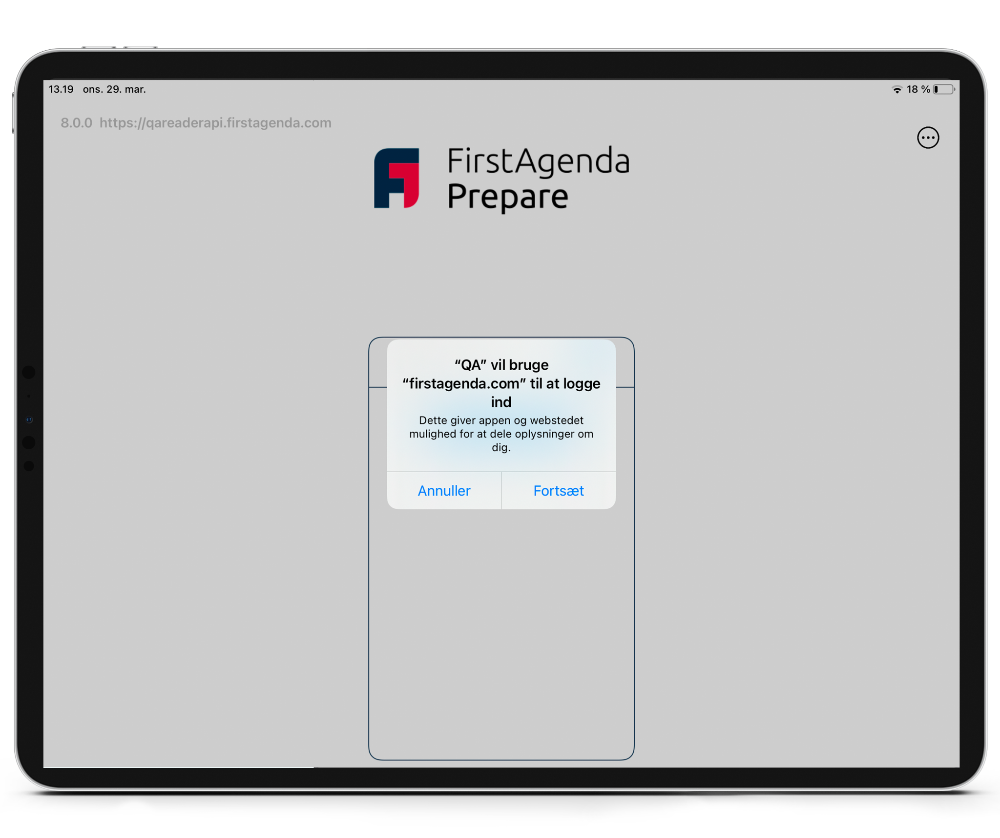 13.19 ons. 29. mar.
18 %
8.0.0 https://qareaderapi.firstagenda.com
FirstAgenda
Prepare
“QA” vil bruge
“firstagenda.com” til at logge
ind
Dette giver appen og webstedet
mulighed for at dele oplysninger om
dig.
Annuller
Fortsæt